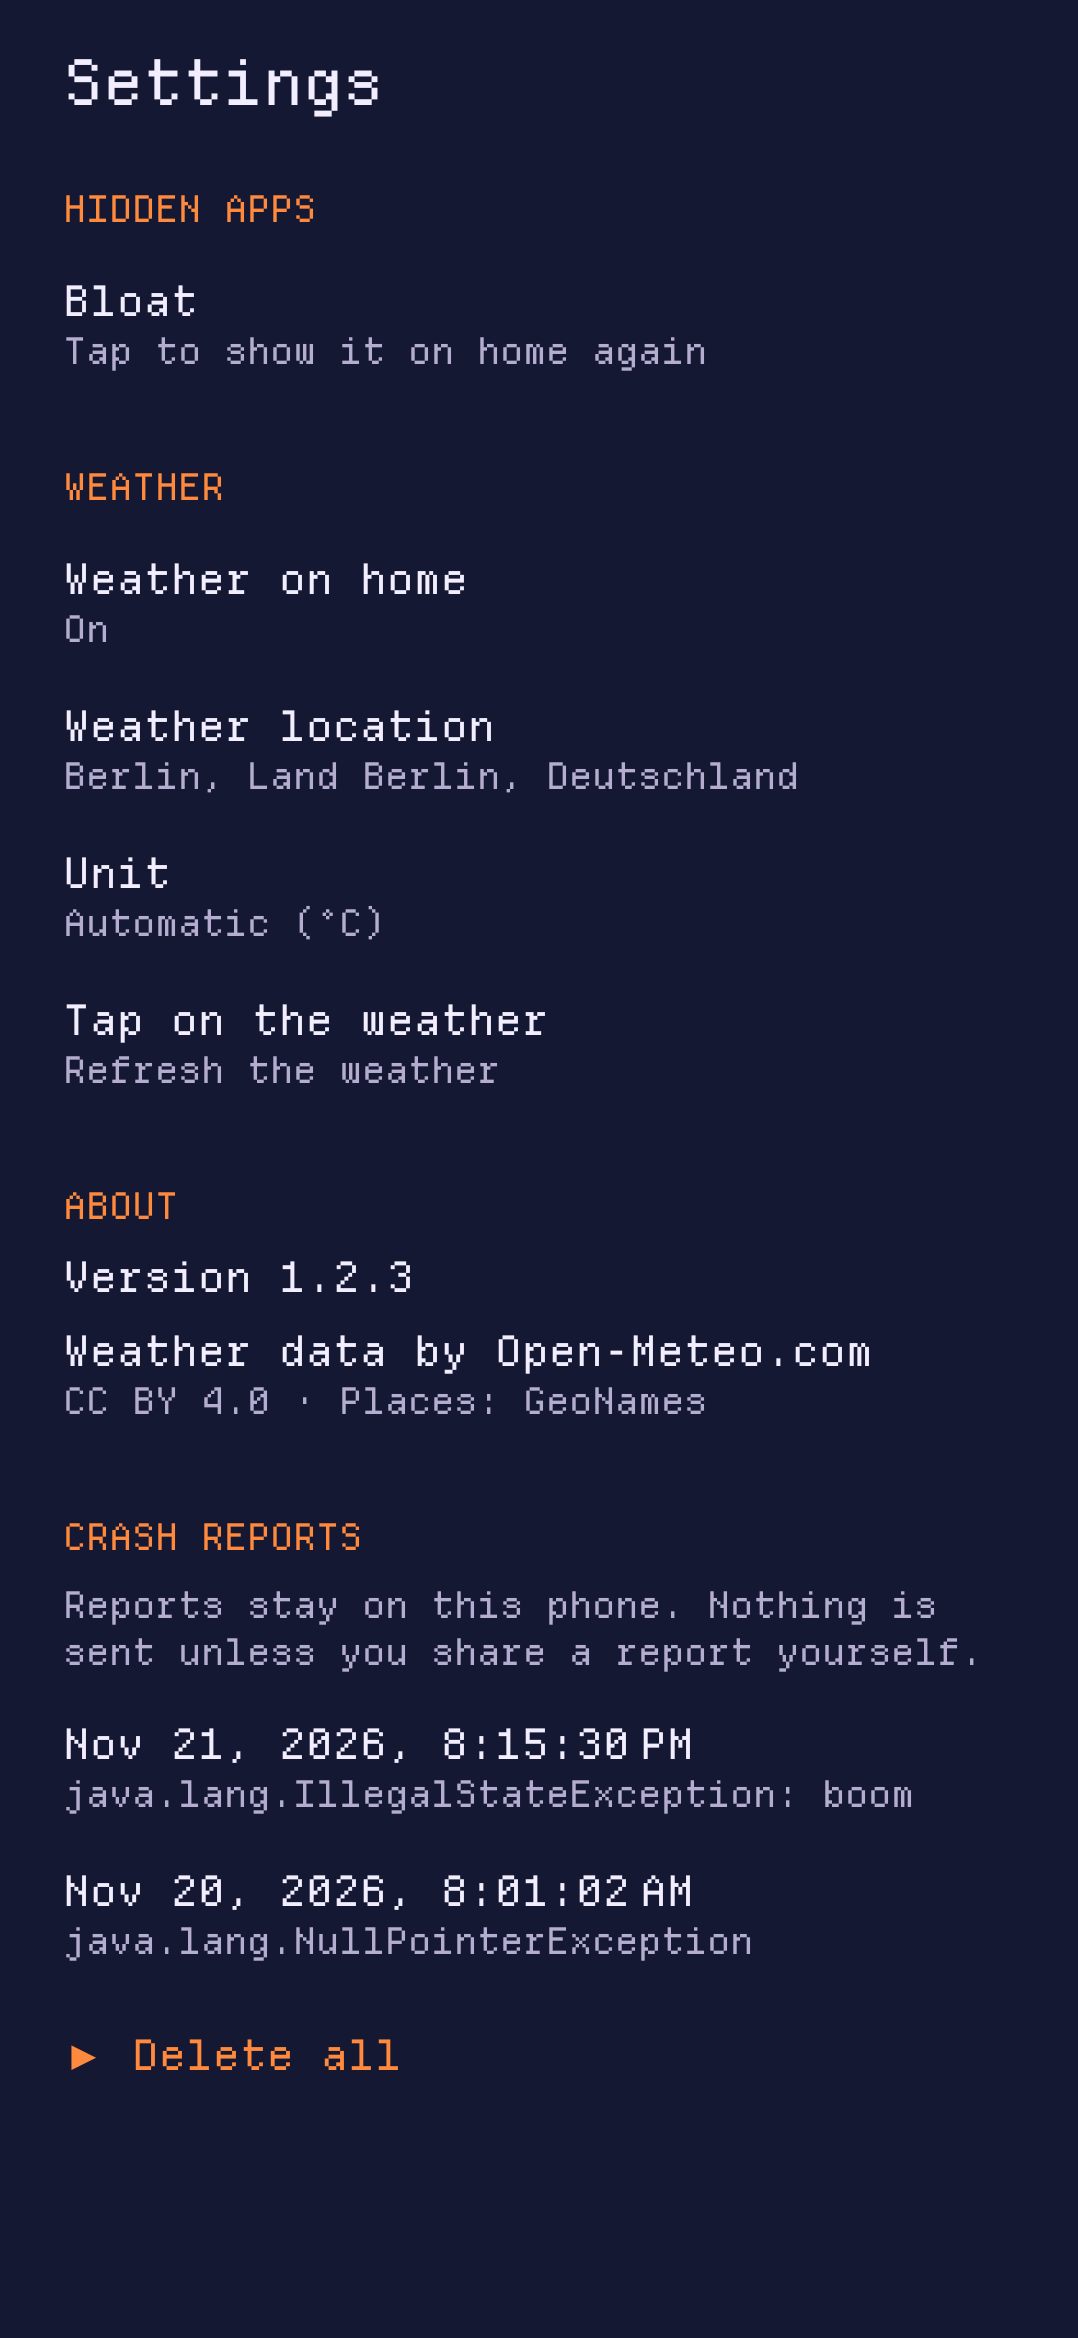 Settings
HIDDEN APPS
Bloat
Tap to show it on home again
WEATHER
Weather on home
On
Weather location
Berlin, Land Berlin, Deutschland
Unit
Automatic (°C)
Tap on the weather
Refresh the weather
ABOUT
Version 1.2.3
Weather data by Open-Meteo.com
CC BY 4.0 · Places: GeoNames
CRASH REPORTS
Reports stay on this phone. Nothing is
sent unless you share a report yourself.
Nov 21, 2026, 8:15:30 PM
java.lang.IllegalStateException: boom
Nov 20, 2026, 8:01:02 AM
java.lang.NullPointerException
▶ Delete all